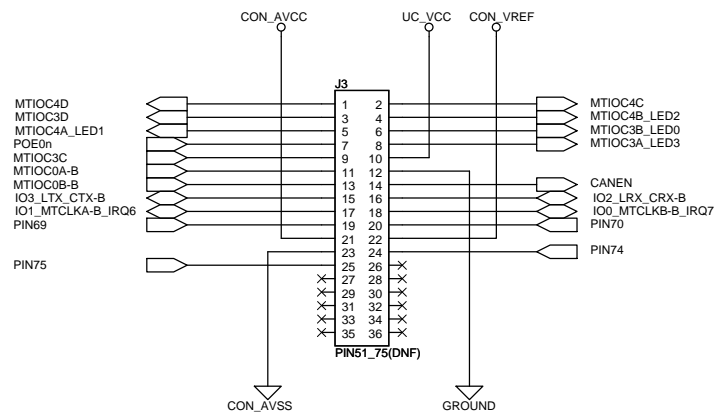 CON_AVCC UC_VCC CON_VREF
J3
MTIOC4D 1 2 MTIOC4C
MTIOC3D 3 4 MTIOC4B_LED2
MTIOC4A_LED1 5 6 MTIOC3B_LED0
POE0n 7 8 MTIOC3A_LED3
MTIOC3C 9 10
MTIOC0A-B 11 12
MTIOC0B-B 13 14 CANEN
IO3_LTX_CTX-B 15 16 IO2_LRX_CRX-B
IO1_MTCLKA-B_IRQ6 17 18 IO0_MTCLKB-B_IRQ7
PIN69 19 20 PIN70
21 22
23 24 PIN74
PIN75 25 26
27 28
29 30
31 32
33 34
35 36
PIN51_75(DNF)
CON_AVSS GROUND